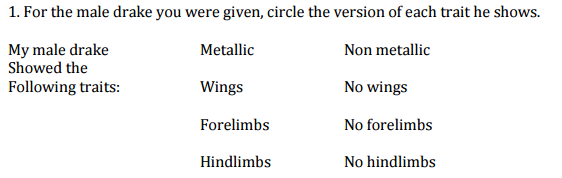 1. For the male drake you were given, circle the version of each trait he shows.
My male drake Metallic Non metallic
Showed the
Following traits: Wings No wings
Forelimbs No forelimbs
Hindlimbs No hindlimbs